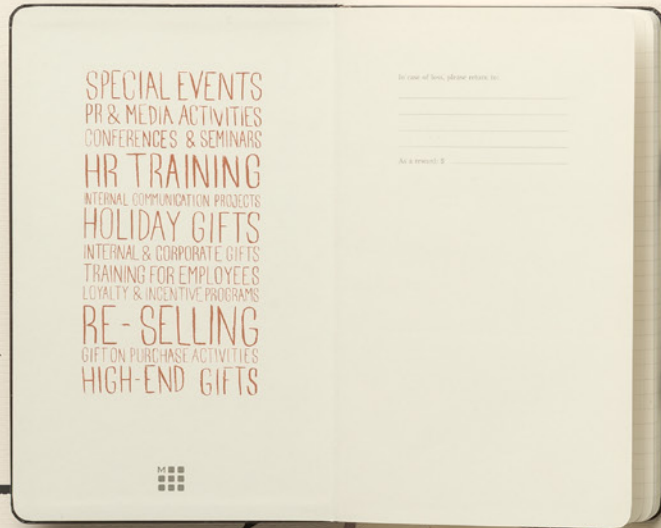 SPECIAL EVENTS
PR & MEDIA ACTIVITIES
CONFERENCES & SEMINARS
HR TRAINING
INTERNAL COMMUNICATION PROJECTS
HOLIDAY GIFTS
INTERNAL & CORPORATE GIFTS
TRAINING FOR EMPLOYEES
LOYALTY & INCENTIVE PROGRAMS
RE-SELLING
GIFT ON PURCHASE ACTIVITIES
HIGH-END GIFTS
M
In case of loss, please return to:
As a reward: $